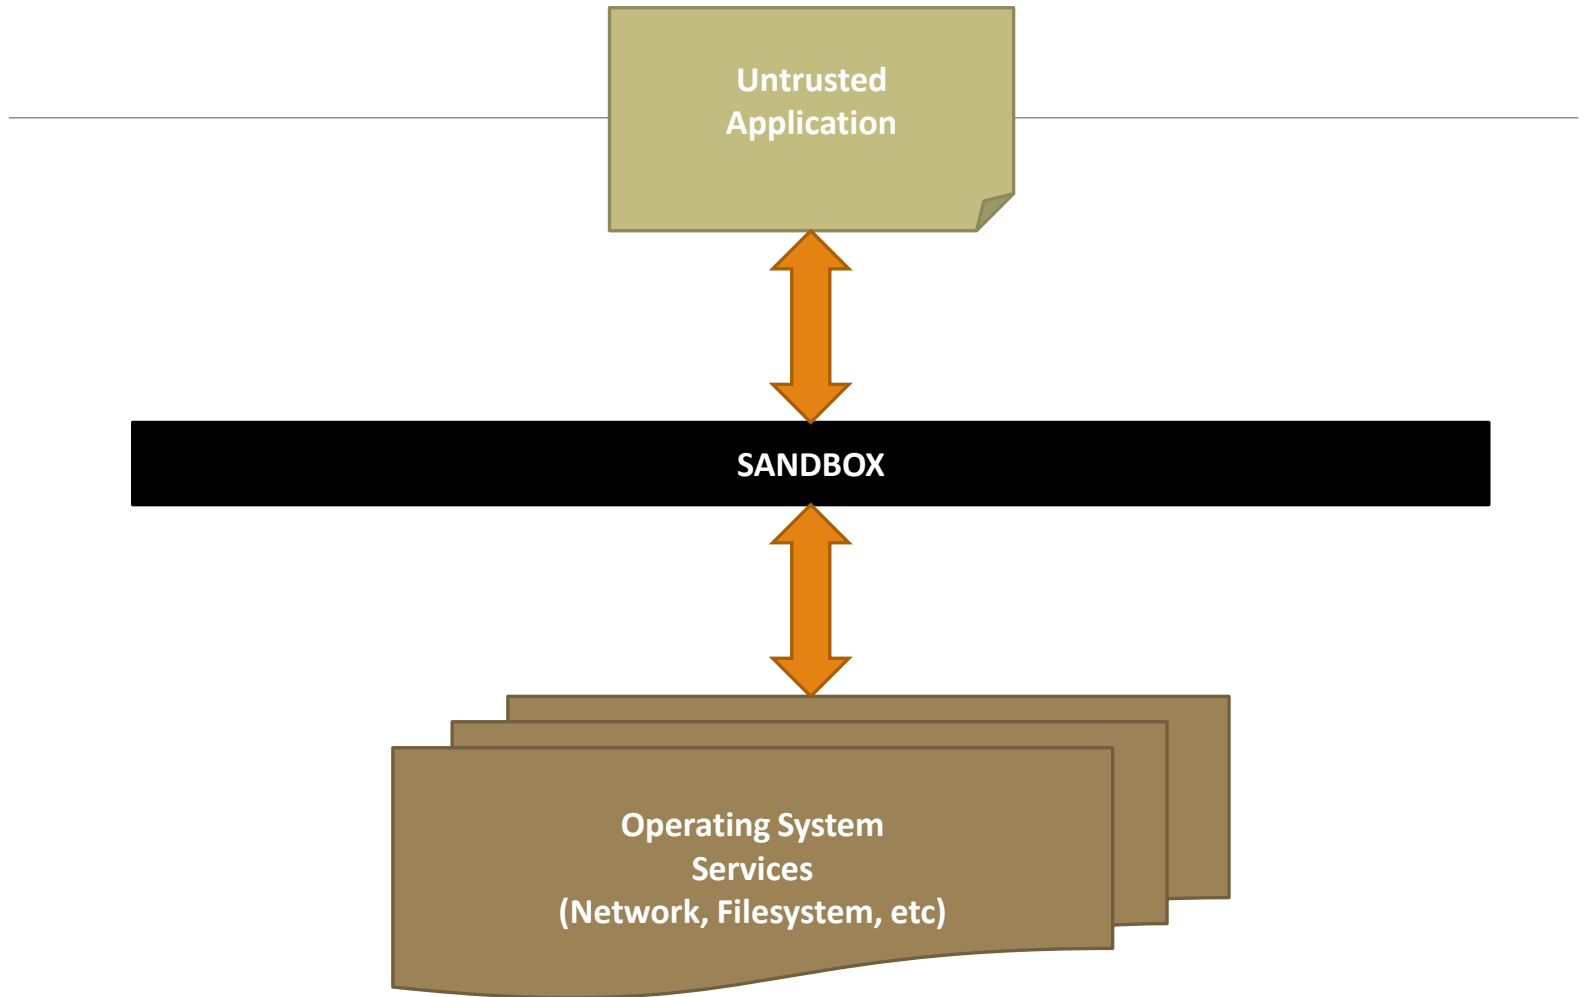 Untrusted
Application
SANDBOX
Operating System
Services
(Network, Filesystem, etc)